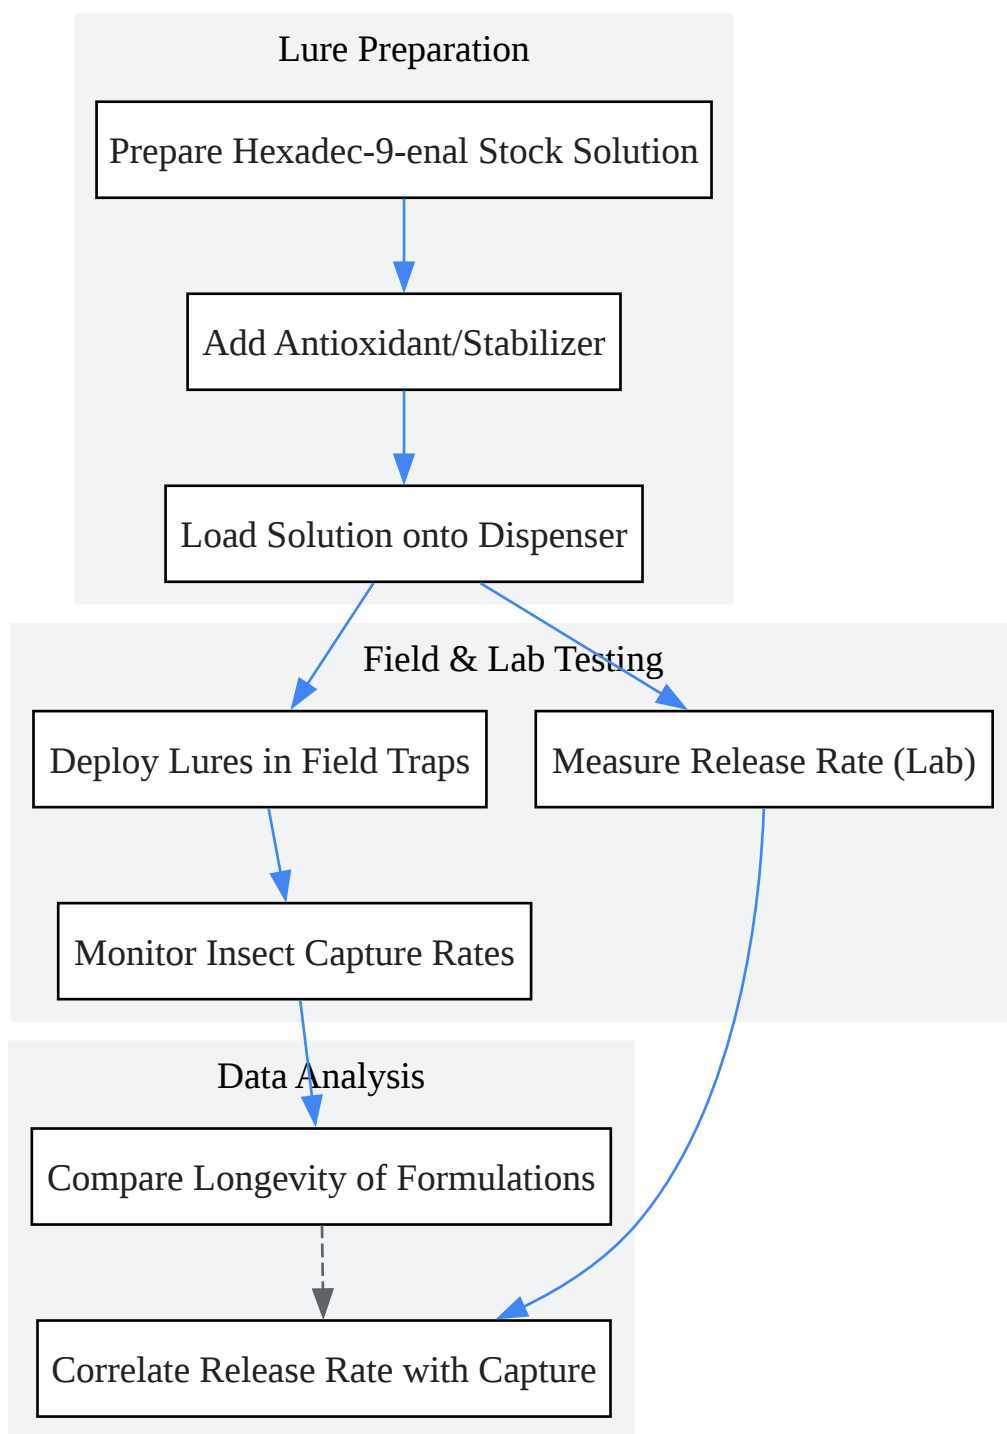 Lure Preparation
Prepare Hexadec-9-enal Stock Solution
Add Antioxidant/Stabilizer
Load Solution onto Dispenser
Field & Lab Testing
Deploy Lures in Field Traps
Measure Release Rate (Lab)
Monitor Insect Capture Rates
Data Analysis
Compare Longevity of Formulations
Correlate Release Rate with Capture